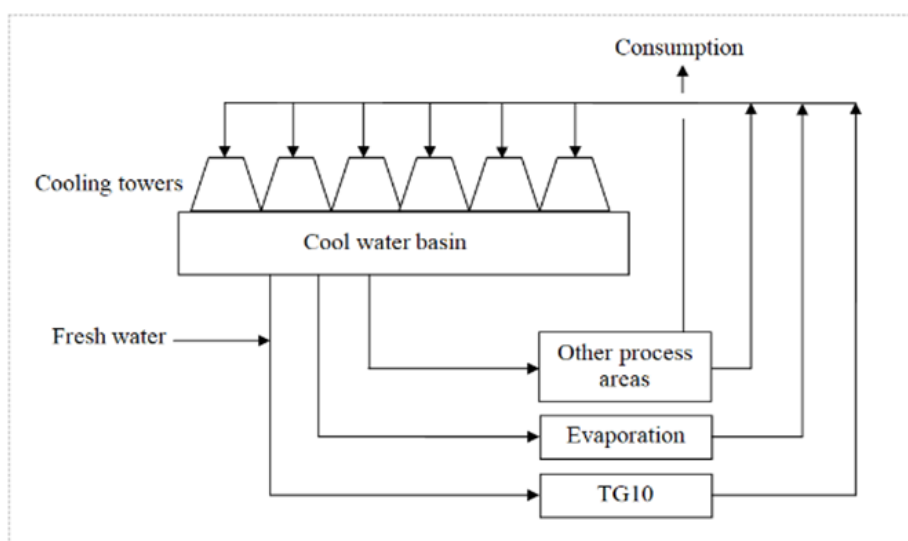 Consumption
Cooling towers
Cool water basin
Fresh water
Other process
areas
Evaporation
TG10